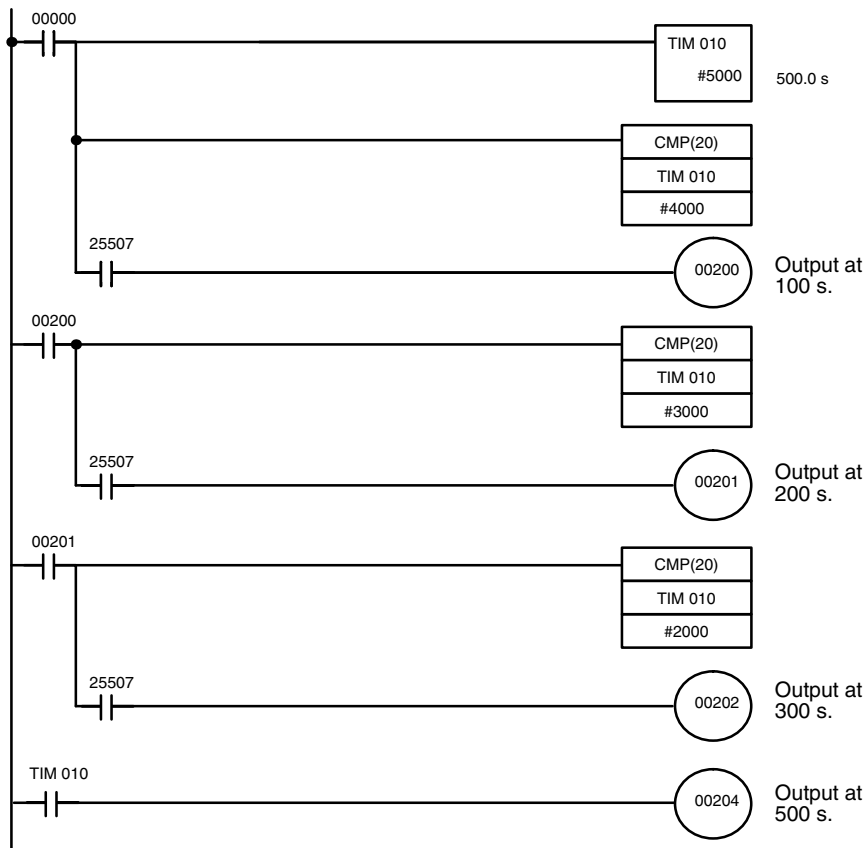 00000
TIM 010
#5000
500.0 s
CMP(20)
TIM 010
#4000
25507
00200
Output at
100 s.
00200
CMP(20)
TIM 010
#3000
25507
00201
Output at
200 s.
00201
CMP(20)
TIM 010
#2000
25507
00202
Output at
300 s.
TIM 010
00204
Output at
500 s.